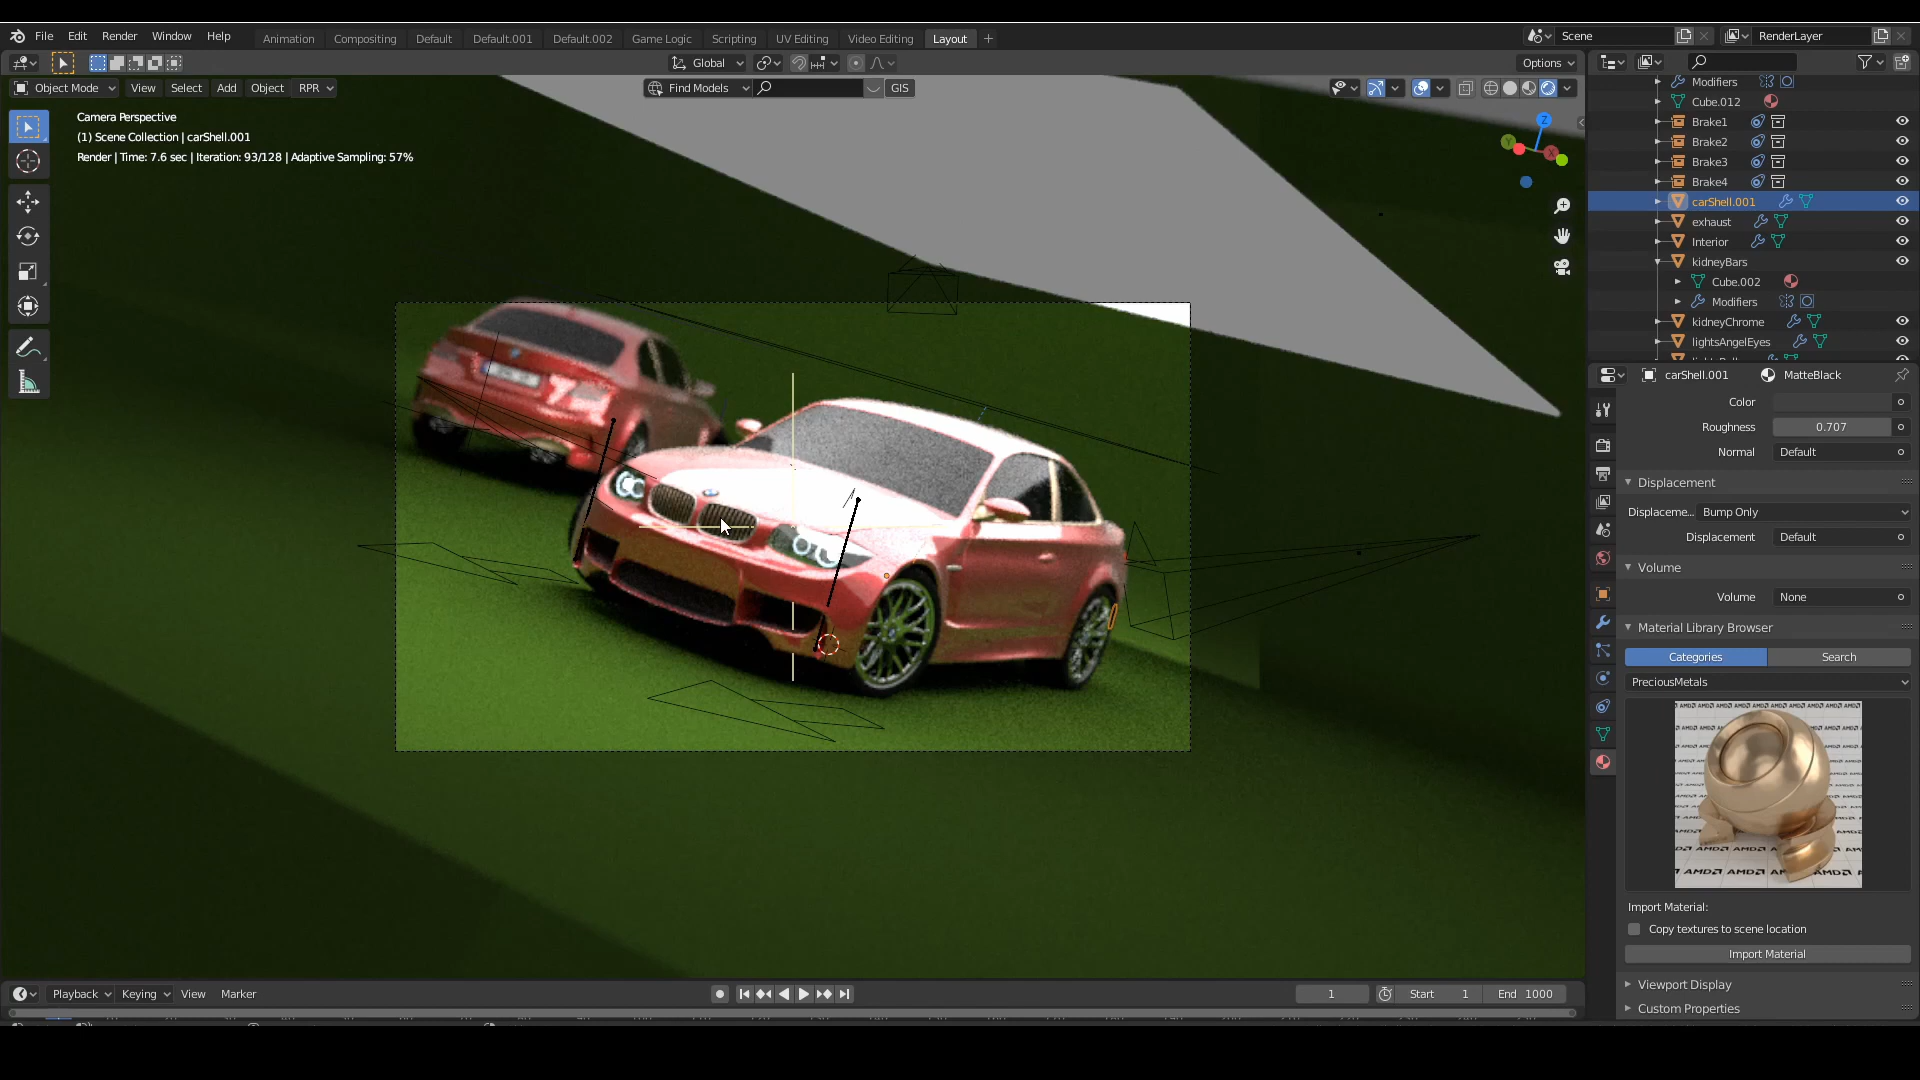 File Edit Render Window Help
Animation Compositing Default Default.001 Default.002 Game Logic Scripting UV Editing Video Editing Layout +
Scene
RenderLayer
Global
Options
Object Mode View Select Add Object RPR
Find Models
GIS
Camera Perspective
(1) Scene Collection | carShell.001
Render | Time: 7.6 sec | Iteration: 93/128 | Adaptive Sampling: 57%
Z
Y
X
Modifiers
Cube.012
Brake1
Brake2
Brake3
Brake4
carShell.001
exhaust
Interior
kidneyBars
Cube.002
Modifiers
kidneyChrome
lightsAngelEyes
carShell.001 MatteBlack
Color
Roughness 0.707
Normal Default
Displacement
Displaceme... Bump Only
Displacement Default
Volume
Volume None
Material Library Browser
Categories Search
PreciousMetals
Import Material:
Copy textures to scene location
Import Material
Viewport Display
Custom Properties
Playback Keying View Marker
1
Start 1
End 1000